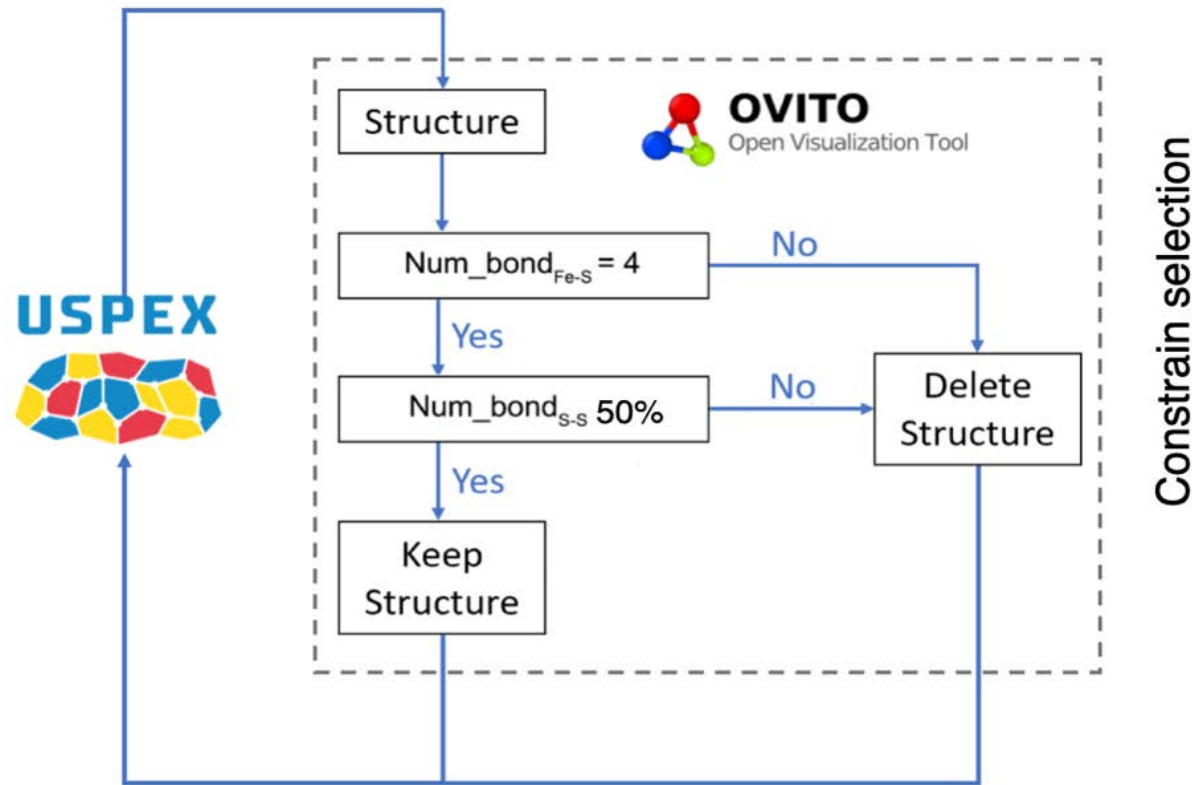 Structure
OVITO
Open Visualization Tool
Num_bondFe-S = 4
No
Yes
USPEX
Num_bondS-S 50%
No
Delete
Structure
Yes
Keep
Structure
Constrain selection